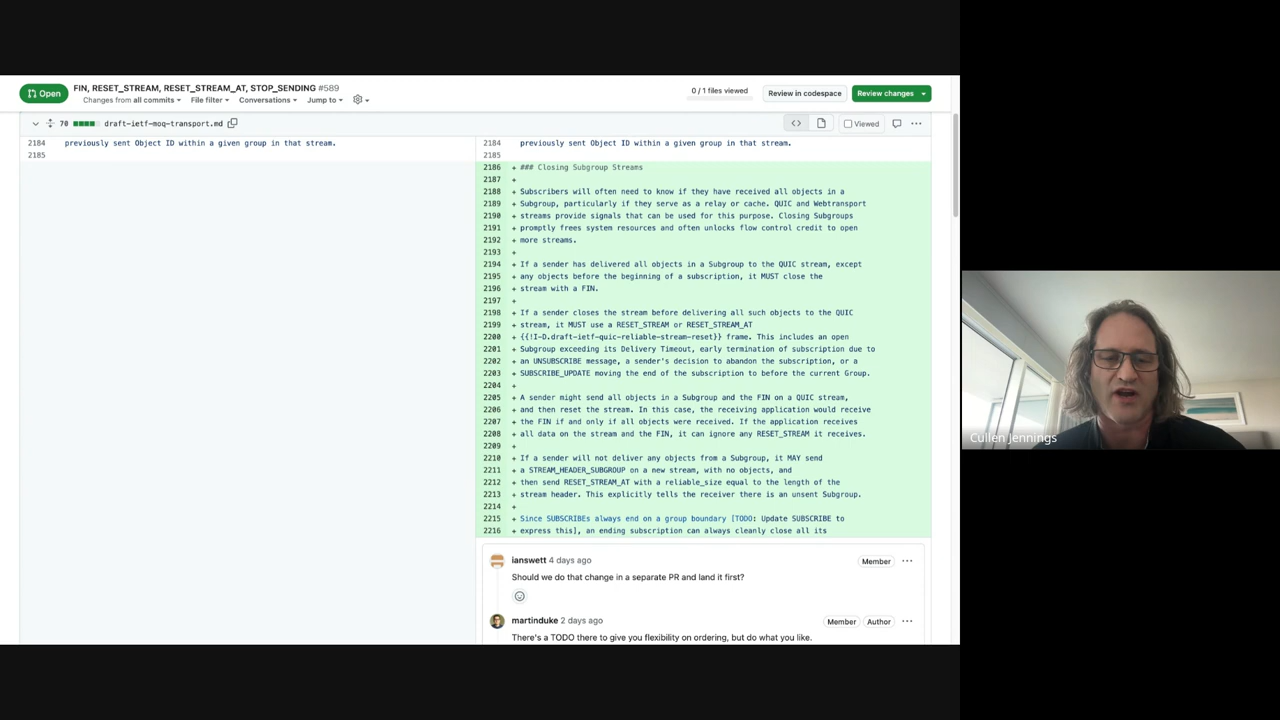 Open
FIN, RESET_STREAM, RESET_STREAM_AT, STOP_SENDING #589
Changes from all commits
File filter
Conversations
Jump to
0 / 1 files viewed
Review in codespace
Review changes
70
draft-ietf-moq-transport.md
Viewed
2184 previously sent Object ID within a given group in that stream.
2185
2184 previously sent Object ID within a given group in that stream.
2185
2186 + ### Closing Subgroup Streams
2187 +
2188 + Subscribers will often need to know if they have received all objects in a
2189 + Subgroup, particularly if they serve as a relay or cache. QUIC and Webtransport
2190 + streams provide signals that can be used for this purpose. Closing Subgroups
2191 + promptly frees system resources and often unlocks flow control credit to open
2192 + more streams.
2193 +
2194 + If a sender has delivered all objects in a Subgroup to the QUIC stream, except
2195 + any objects before the beginning of a subscription, it MUST close the
2196 + stream with a FIN.
2197 +
2198 + If a sender closes the stream before delivering all such objects to the QUIC
2199 + stream, it MUST use a RESET_STREAM or RESET_STREAM_AT
2200 + {{!I-D.draft-ietf-quic-reliable-stream-reset}} frame. This includes an open
2201 + Subgroup exceeding its Delivery Timeout, early termination of subscription due to
2202 + an UNSUBSCRIBE message, a sender's decision to abandon the subscription, or a
2203 + SUBSCRIBE_UPDATE moving the end of the subscription to before the current Group.
2204 +
2205 + A sender might send all objects in a Subgroup and the FIN on a QUIC stream,
2206 + and then reset the stream. In this case, the receiving application would receive
2207 + the FIN if and only if all objects were received. If the application receives
2208 + all data on the stream and the FIN, it can ignore any RESET_STREAM it receives.
2209 +
2210 + If a sender will not deliver any objects from a Subgroup, it MAY send
2211 + a STREAM_HEADER_SUBGROUP on a new stream, with no objects, and
2212 + then send RESET_STREAM_AT with a reliable_size equal to the length of the
2213 + stream header. This explicitly tells the receiver there is an unsent Subgroup.
2214 +
2215 + Since SUBSCRIBEs always end on a group boundary [TODO: Update SUBSCRIBE to
2216 + express this], an ending subscription can always cleanly close all its
ianswett 4 days ago
Member
Should we do that change in a separate PR and land it first?
martinduke 2 days ago
Member
Author
There's a TODO there to give you flexibility on ordering, but do what you like.
Cullen Jennings